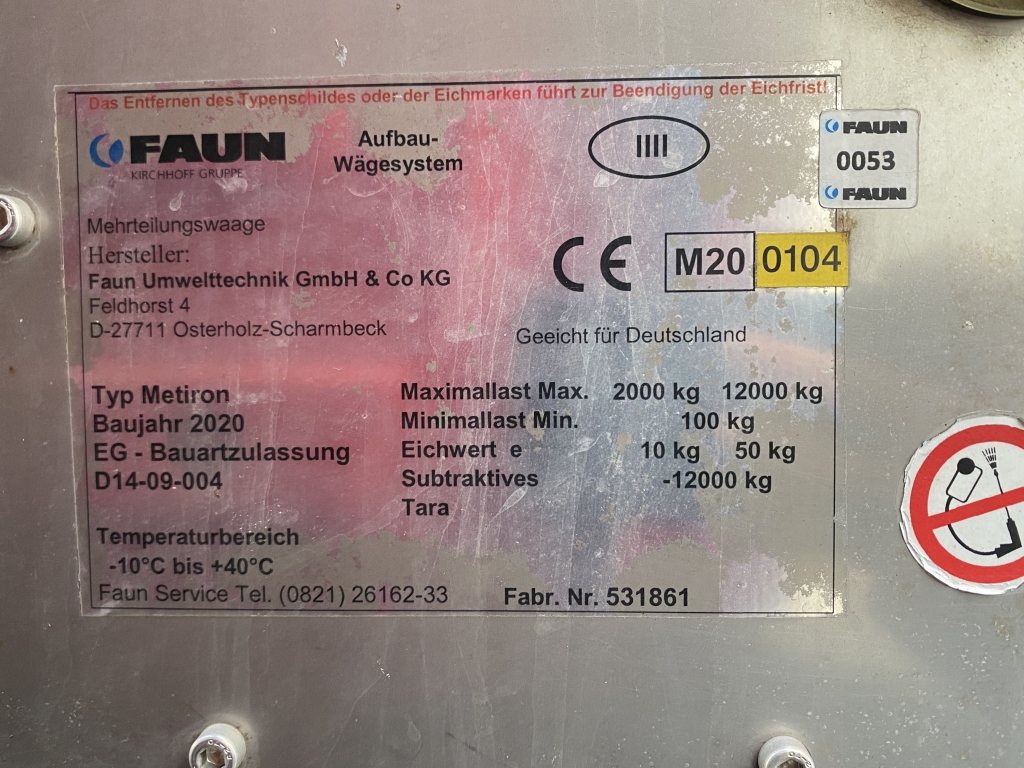 Das Entfernen des Typenschildes oder der Eichmarken führt zur Beendigung der Eichfrist!
FAUN
KIRCHHOFF GRUPPE
Aufbau-
Wägesystem
IIII
FAUN
0053
FAUN
Mehrteilungswaage
Hersteller:
Faun Umwelttechnik GmbH & Co KG
Feldhorst 4
D-27711 Osterholz-Scharmbeck
CE M20 0104
Geeicht für Deutschland
Typ Metiron
Baujahr 2020
EG - Bauartzulassung
D14-09-004
Maximallast Max. 2000 kg 12000 kg
Minimallast Min. 100 kg
Eichwert e 10 kg 50 kg
Subtraktives -12000 kg
Tara
Temperaturbereich
-10°C bis +40°C
Faun Service Tel. (0821) 26162-33
Fabr. Nr. 531861